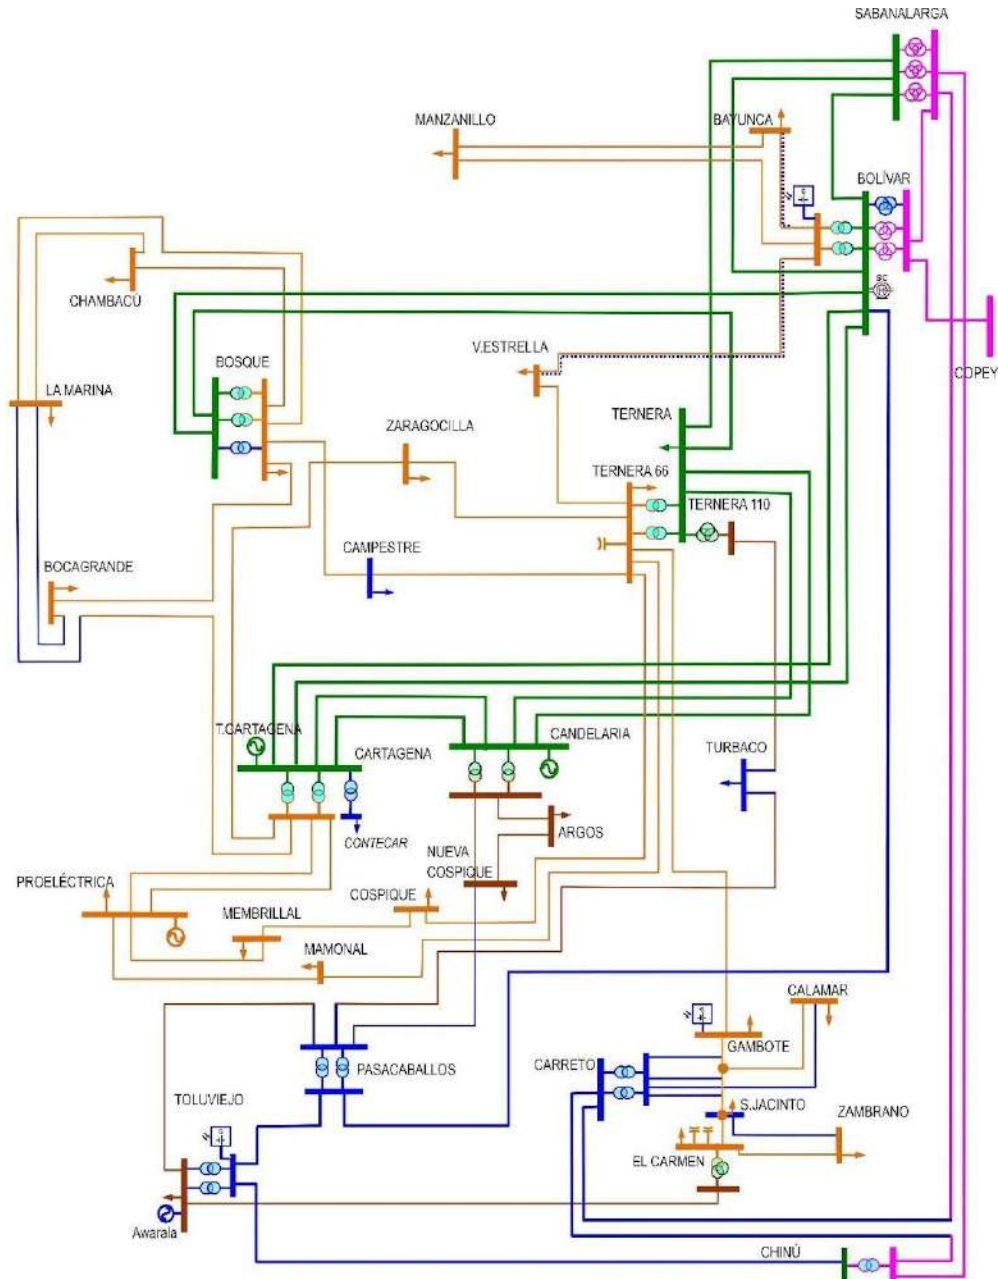 SABANALARGA
MANZANILLO
BAYUNCA
BOLÍVAR
SC
CHAMBACÚ
V.ESTRELLA
COPEY
BOSQUE
LA MARINA
TERNERA
ZARAGOCILLA
TERNERA 66
TERNERA 110
CAMPESTRE
BOCAGRANDE
T.CARTAGENA
CANDELARIA
CARTAGENA
TURBACO
ARGOS
CONTECAR
NUEVA
COSPIQUE
PROELÉCTRICA
COSPIQUE
MEMBRILLAL
MAMONAL
CALAMAR
GAMBOTE
CARRETO
PASACABALLOS
TOLUVIEJO
S.JACINTO
ZAMBRANO
EL CARMEN
Awarala
CHINÚ